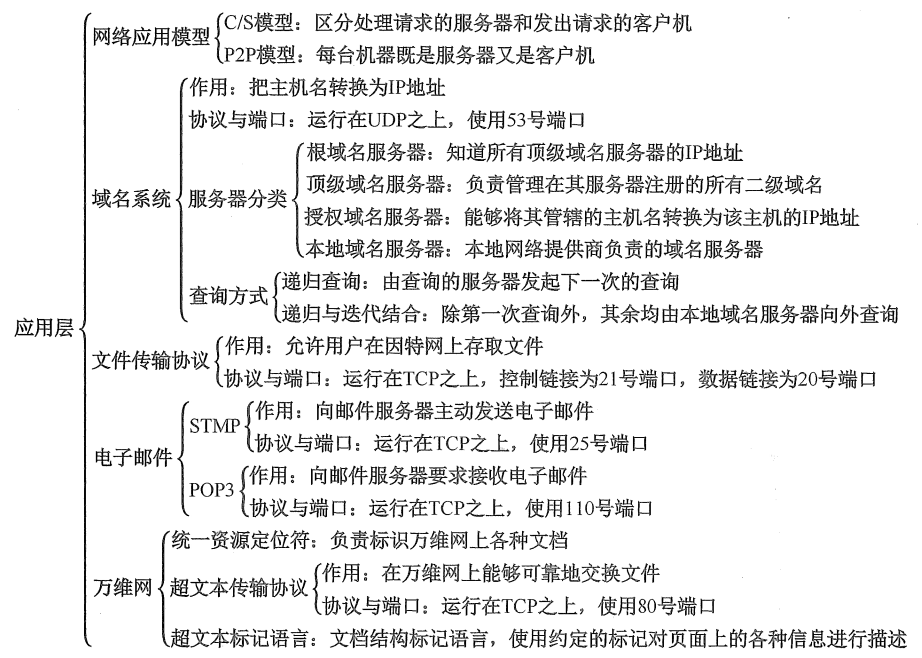 应用层
网络应用模型
C/S模型：区分处理请求的服务器和发出请求的客户机
P2P模型：每台机器既是服务器又是客户机
域名系统
作用：把主机名转换为IP地址
协议与端口：运行在UDP之上，使用53号端口
服务器分类
根域名服务器：知道所有顶级域名服务器的IP地址
顶级域名服务器：负责管理在其服务器注册的所有二级域名
授权域名服务器：能够将其管辖的主机名转换为该主机的IP地址
本地域名服务器：本地网络提供商负责的域名服务器
查询方式
递归查询：由查询的服务器发起下一次的查询
递归与迭代结合：除第一次查询外，其余均由本地域名服务器向外查询
文件传输协议
作用：允许用户在因特网上存取文件
协议与端口：运行在TCP之上，控制链接为21号端口，数据链接为20号端口
电子邮件
STMP
作用：向邮件服务器主动发送电子邮件
协议与端口：运行在TCP之上，使用25号端口
POP3
作用：向邮件服务器要求接收电子邮件
协议与端口：运行在TCP之上，使用110号端口
万维网
统一资源定位符：负责标识万维网上各种文档
超文本传输协议
作用：在万维网上能够可靠地交换文件
协议与端口：运行在TCP之上，使用80号端口
超文本标记语言：文档结构标记语言，使用约定的标记对页面上的各种信息进行描述